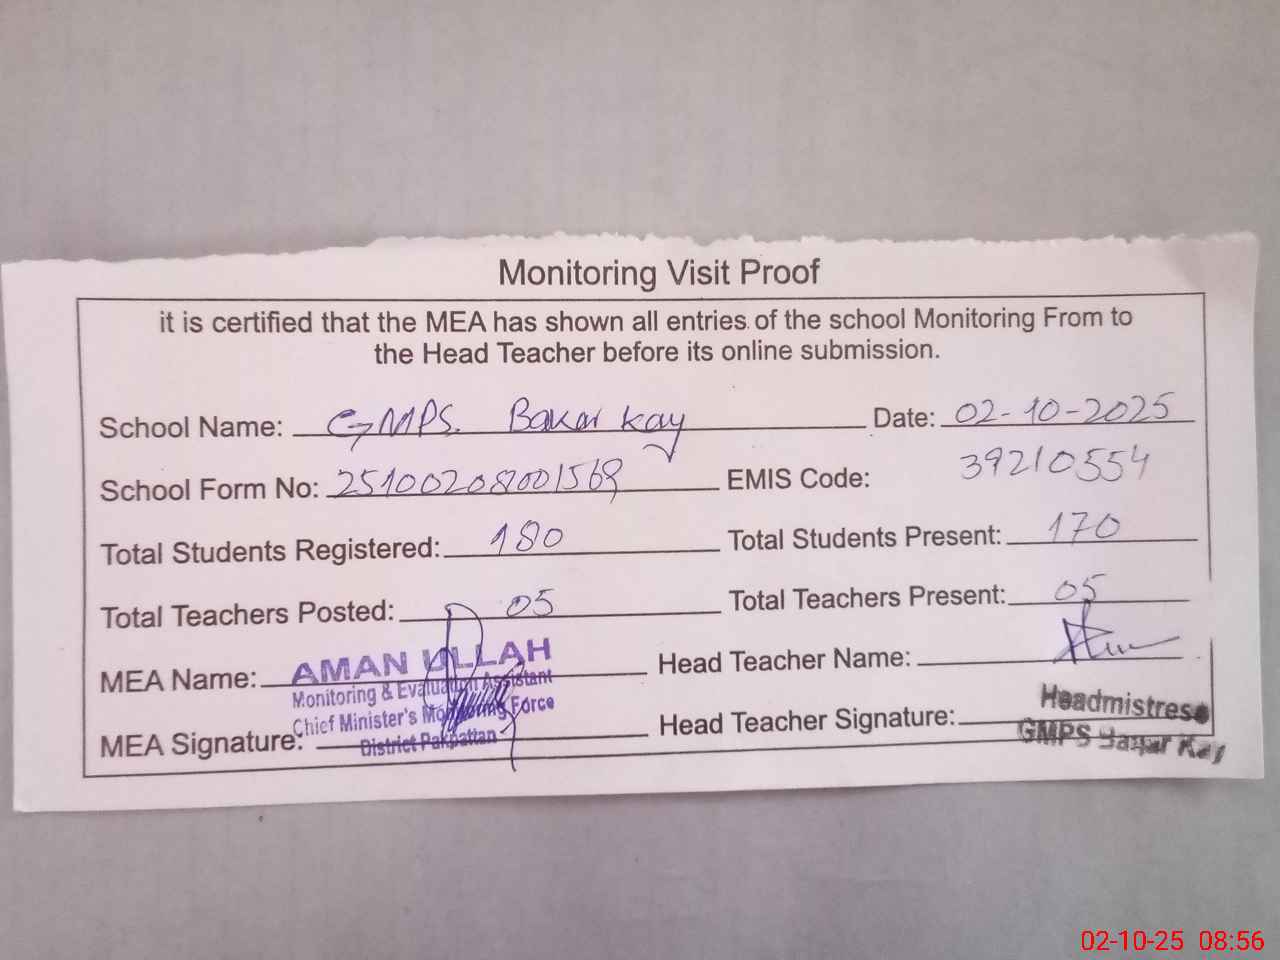 Monitoring Visit Proof
it is certified that the MEA has shown all entries of the school Monitoring From to
the Head Teacher before its online submission.
School Name: GMPS. Bakar Kay Date: 02-10-2025
School Form No: 251002082001569 EMIS Code: 39210554
Total Students Registered: 180 Total Students Present: 170
Total Teachers Posted: 05 Total Teachers Present: 05
MEA Name: AMAN ULLAH Head Teacher Name:
Monitoring & Evaluation Assistant
Chief Minister's Monitoring Force
District Pakpattan
MEA Signature: Head Teacher Signature:
Headmistress
GMPS Baqar Kay
02-10-25 08:56